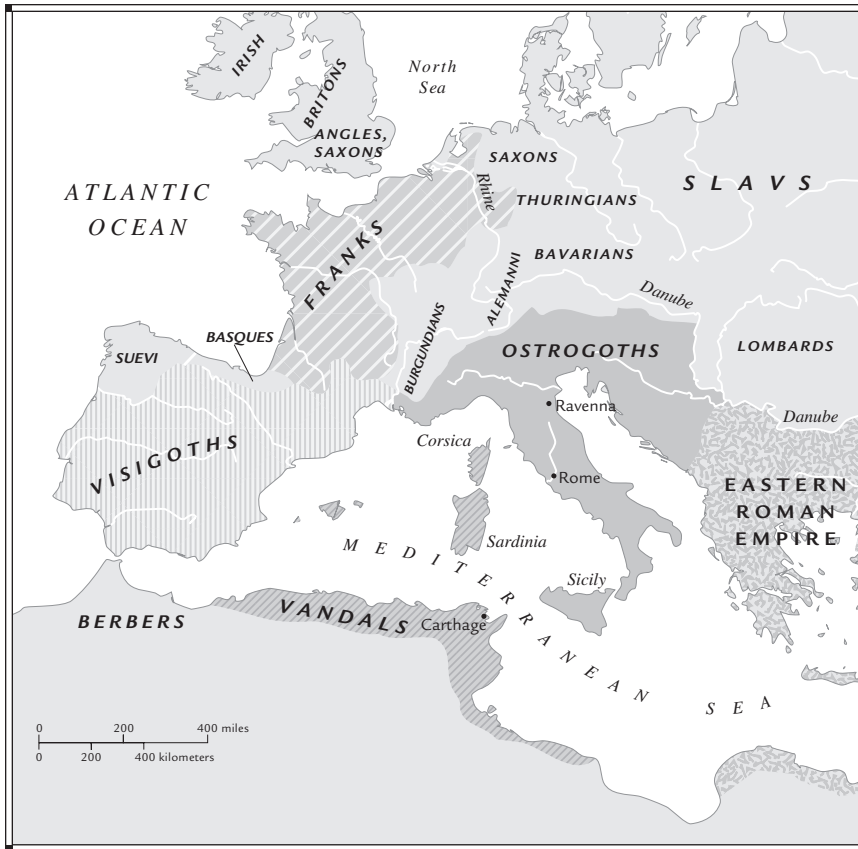 IRISH
BRITONS
North
Sea
ANGLES,
SAXONS
SAXONS
Rhine
THURINGIANS
SLAVS
ATLANTIC
OCEAN
FRANKS
BAVARIANS
ALEMANNI
Danube
BURGUNDIANS
BASQUES
SUEVI
OSTROGOTHS
LOMBARDS
Ravenna
Danube
VISIGOTHS
Corsica
Rome
EASTERN
ROMAN
EMPIRE
Sardinia
MEDITERRANEAN SEA
Sicily
BERBERS
VANDALS
Carthage
0 200 400 miles
0 200 400 kilometers